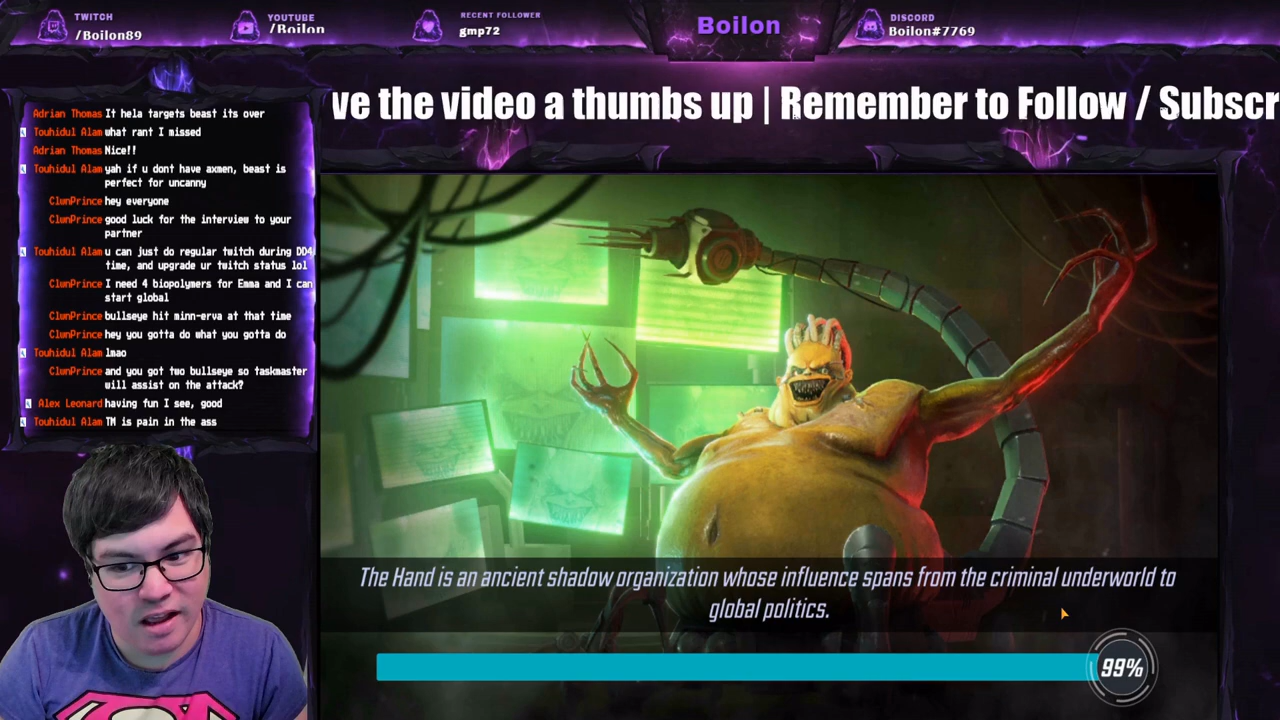 TWITCH
/Boilon89
YOUTUBE
/Boilon
RECENT FOLLOWER
gmp72
Boilon
DISCORD
Boilon#7769
ve the video a thumbs up | Remember to Follow / Subscr
Adrian Thomas It hela targets beast its over
Touhidul Alam what rant I missed
Adrian Thomas Nice!!
Touhidul Alam yah if u dont have axmen, beast is
perfect for uncanny
ClwnPrince hey everyone
ClwnPrince good luck for the interview to your
partner
Touhidul Alam u can just do regular twitch during DD4
time, and upgrade ur twitch status lol
ClwnPrince I need 4 biopolymers for Emma and I can
start global
ClwnPrince bullseye hit minn-erva at that time
ClwnPrince hey you gotta do what you gotta do
Touhidul Alam lmao
ClwnPrince and you got two bullseye so taskmaster
will assist on the attack?
Alex Leonard having fun I see, good
Touhidul Alam TM is pain in the ass
The Hand is an ancient shadow organization whose influence spans from the criminal underworld to
global politics.
99%